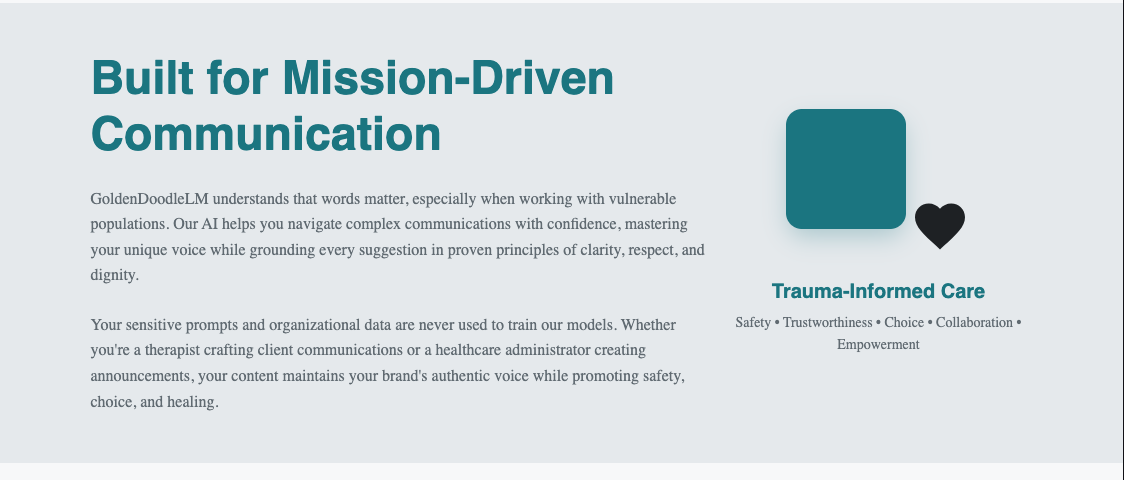 Built for Mission-Driven
Communication
GoldenDoodleLM understands that words matter, especially when working with vulnerable
populations. Our AI helps you navigate complex communications with confidence, mastering
your unique voice while grounding every suggestion in proven principles of clarity, respect, and
dignity.
Your sensitive prompts and organizational data are never used to train our models. Whether
you're a therapist crafting client communications or a healthcare administrator creating
announcements, your content maintains your brand's authentic voice while promoting safety,
choice, and healing.
Trauma-Informed Care
Safety • Trustworthiness • Choice • Collaboration •
Empowerment